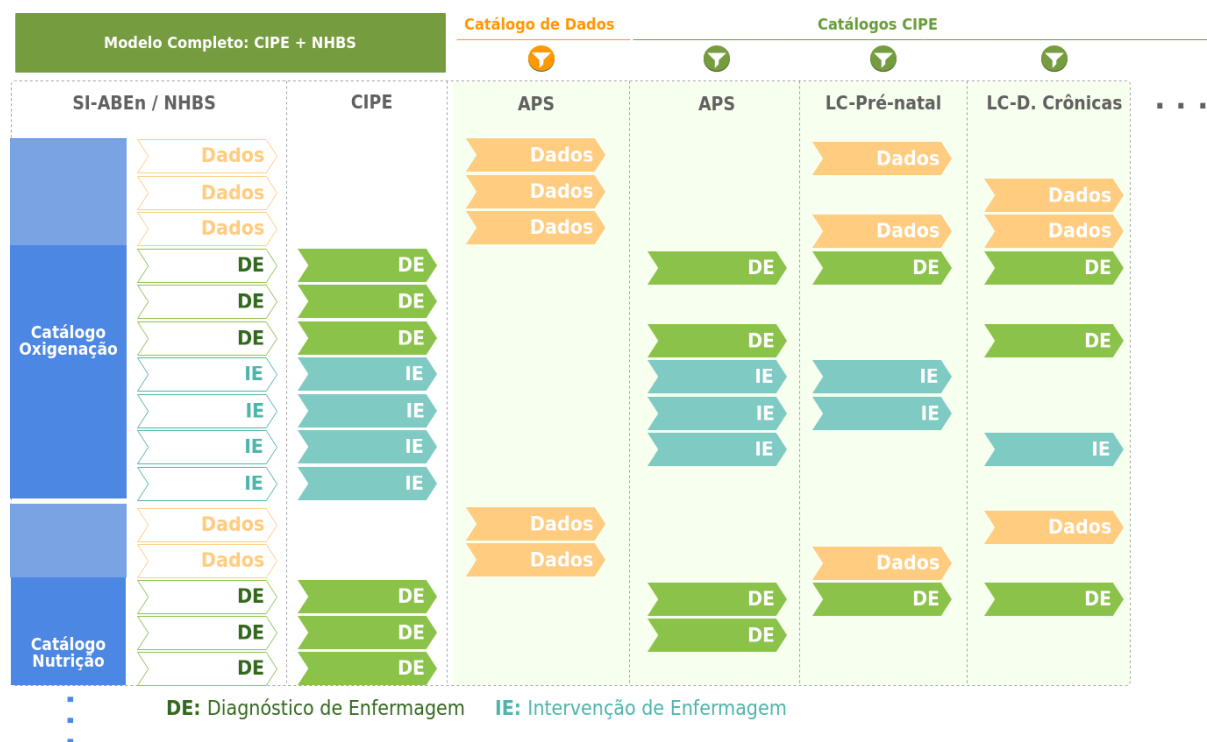 Modelo Completo: CIPE + NHBS
Catálogo de Dados
Catálogos CIPE
SI-ABEn / NHBS
CIPE
APS
APS
LC-Pré-natal
LC-D. Crônicas
. . .
Dados Dados Dados
Dados Dados Dados
Dados Dados Dados Dados
DE DE DE DE DE
DE DE
Catálogo
Oxigenação
DE DE DE DE
IE IE IE IE
IE IE IE IE
IE IE IE IE
IE IE
Dados Dados Dados
Dados Dados Dados
DE DE DE DE DE
DE DE DE
Catálogo
Nutrição
DE DE
DE: Diagnóstico de Enfermagem
IE: Intervenção de Enfermagem